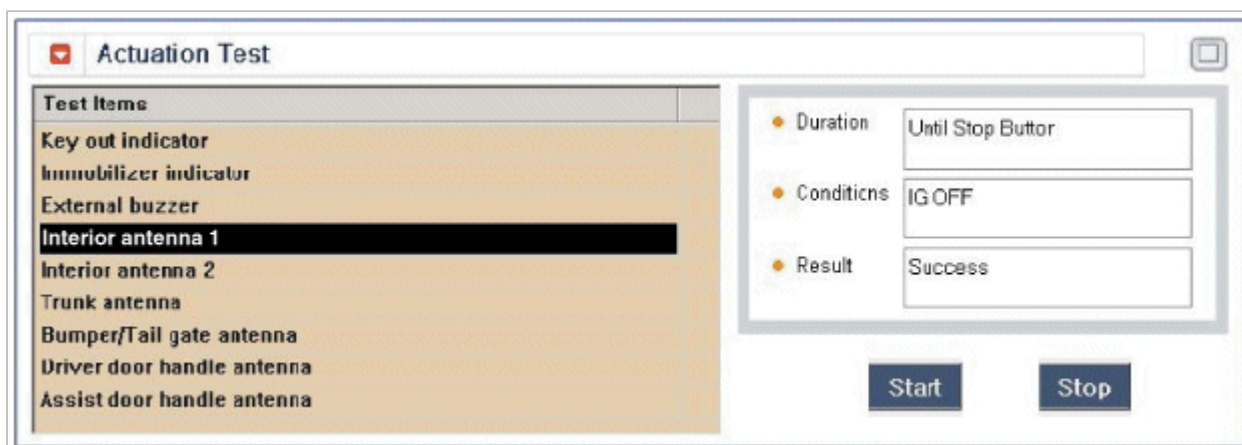 Actuation Test
Test Items
Key out indicator
Immobilizer indicator
External buzzer
Interior antenna 1
Interior antenna 2
Trunk antenna
Bumper/Tail gate antenna
Driver door handle antenna
Assist door handle antenna
Duration
Until Stop Buttor
Conditicns
IG OFF
Result
Success
Start
Stop